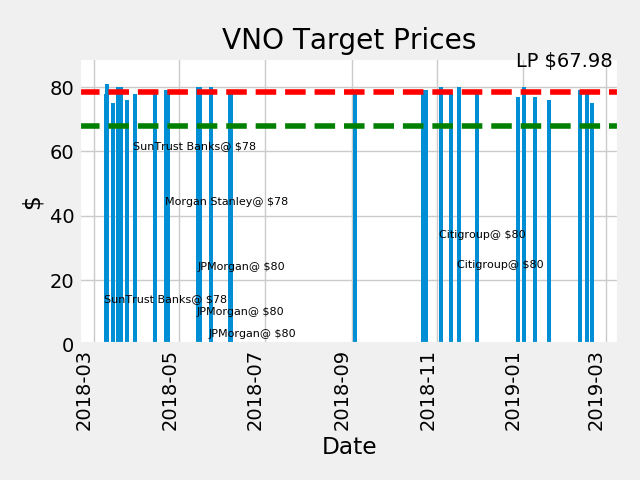 VNO Target Prices
LP $67.98
80
60
40
20
0
$
SunTrust Banks@ $78
Morgan Stanley@ $78
Citigroup@ $80
JPMorgan@ $80
Citigroup@ $80
SunTrust Banks@ $78
JPMorgan@ $80
JPMorgan@ $80
2018-03
2018-05
2018-07
2018-09
2018-11
2019-01
2019-03
Date